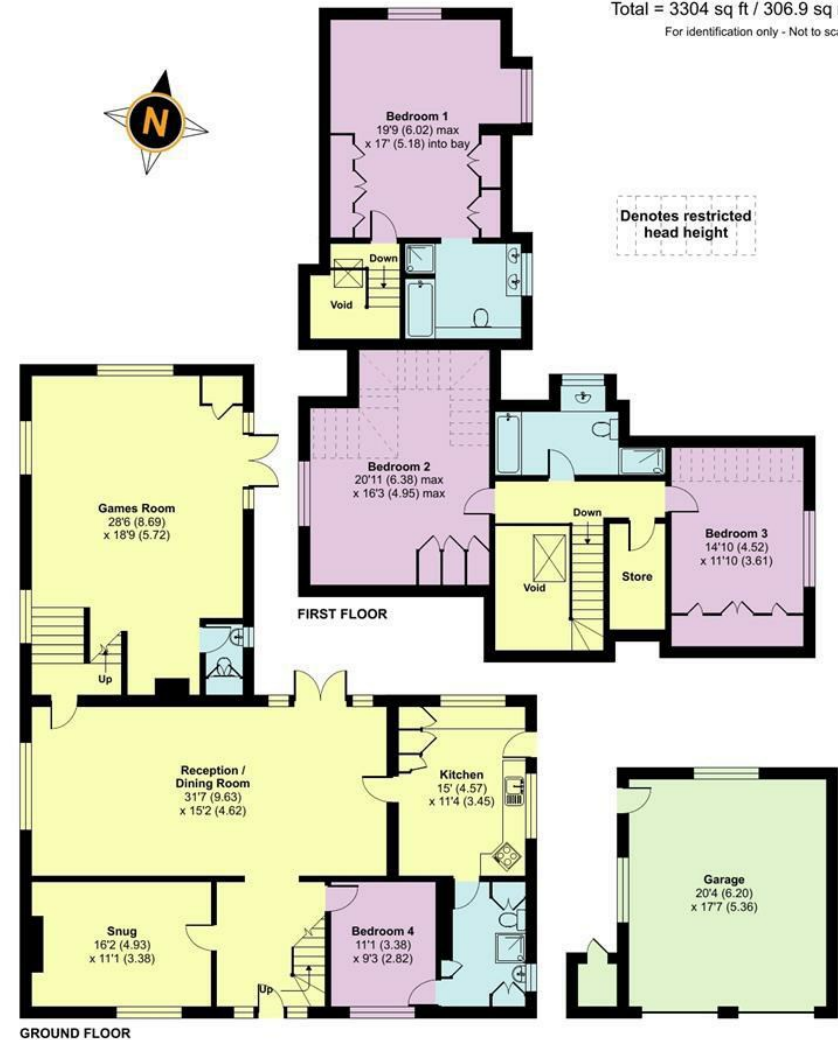 Total = 3304 sq ft / 306.9 sq
For identification only - Not to
N
Bedroom 1
19'9 (6.02) max
x 17' (5.18) into bay
Denotes restricted
head height
Down
Void
Bedroom 2
20'11 (6.38) max
x 16'3 (4.95) max
Games Room
28'6 (8.69)
x 18'9 (5.72)
Down
Bedroom 3
14'10 (4.52)
x 11'10 (3.61)
Void
Store
FIRST FLOOR
Up
Reception /
Dining Room
31'7 (9.63)
x 15'2 (4.62)
Kitchen
15' (4.57)
x 11'4 (3.45)
Garage
20'4 (6.20)
x 17'7 (5.36)
Snug
16'2 (4.93)
x 11'1 (3.38)
Bedroom 4
11'1 (3.38)
x 9'3 (2.82)
Up
GROUND FLOOR